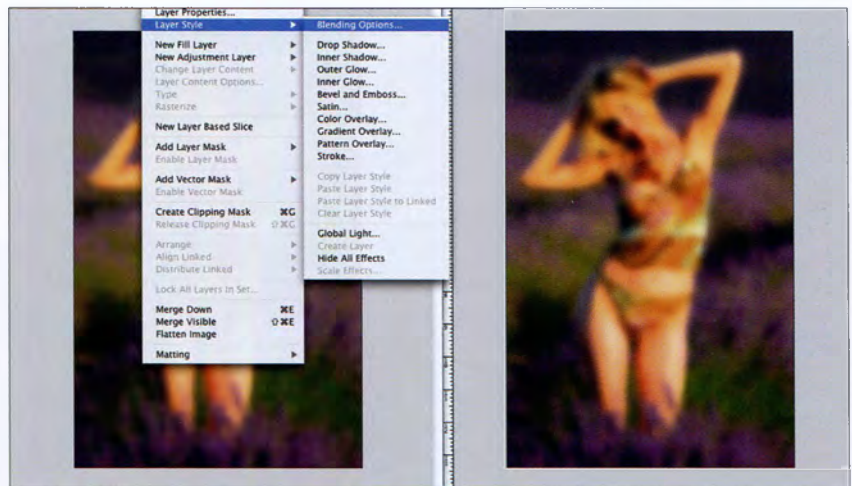 Layer Properties...
Layer Style
New Fill Layer
New Adjustment Layer
Change Layer Content
Layer Content Options...
Type
Rasterize
New Layer Based Slice
Add Layer Mask
Enable Layer Mask
Add Vector Mask
Enable Vector Mask
Create Clipping Mask ⌘G
Release Clipping Mask ⇧⌘G
Arrange
Align Linked
Distribute Linked
Lock All Layers In Set...
Merge Down ⌘E
Merge Visible ⇧⌘E
Flatten Image
Matting
Blending Options...
Drop Shadow...
Inner Shadow...
Outer Glow...
Inner Glow...
Bevel and Emboss...
Satin...
Color Overlay...
Gradient Overlay...
Pattern Overlay...
Stroke...
Copy Layer Style
Paste Layer Style
Paste Layer Style to Linked
Clear Layer Style
Global Light...
Create Layer
Hide All Effects
Scale Effects...